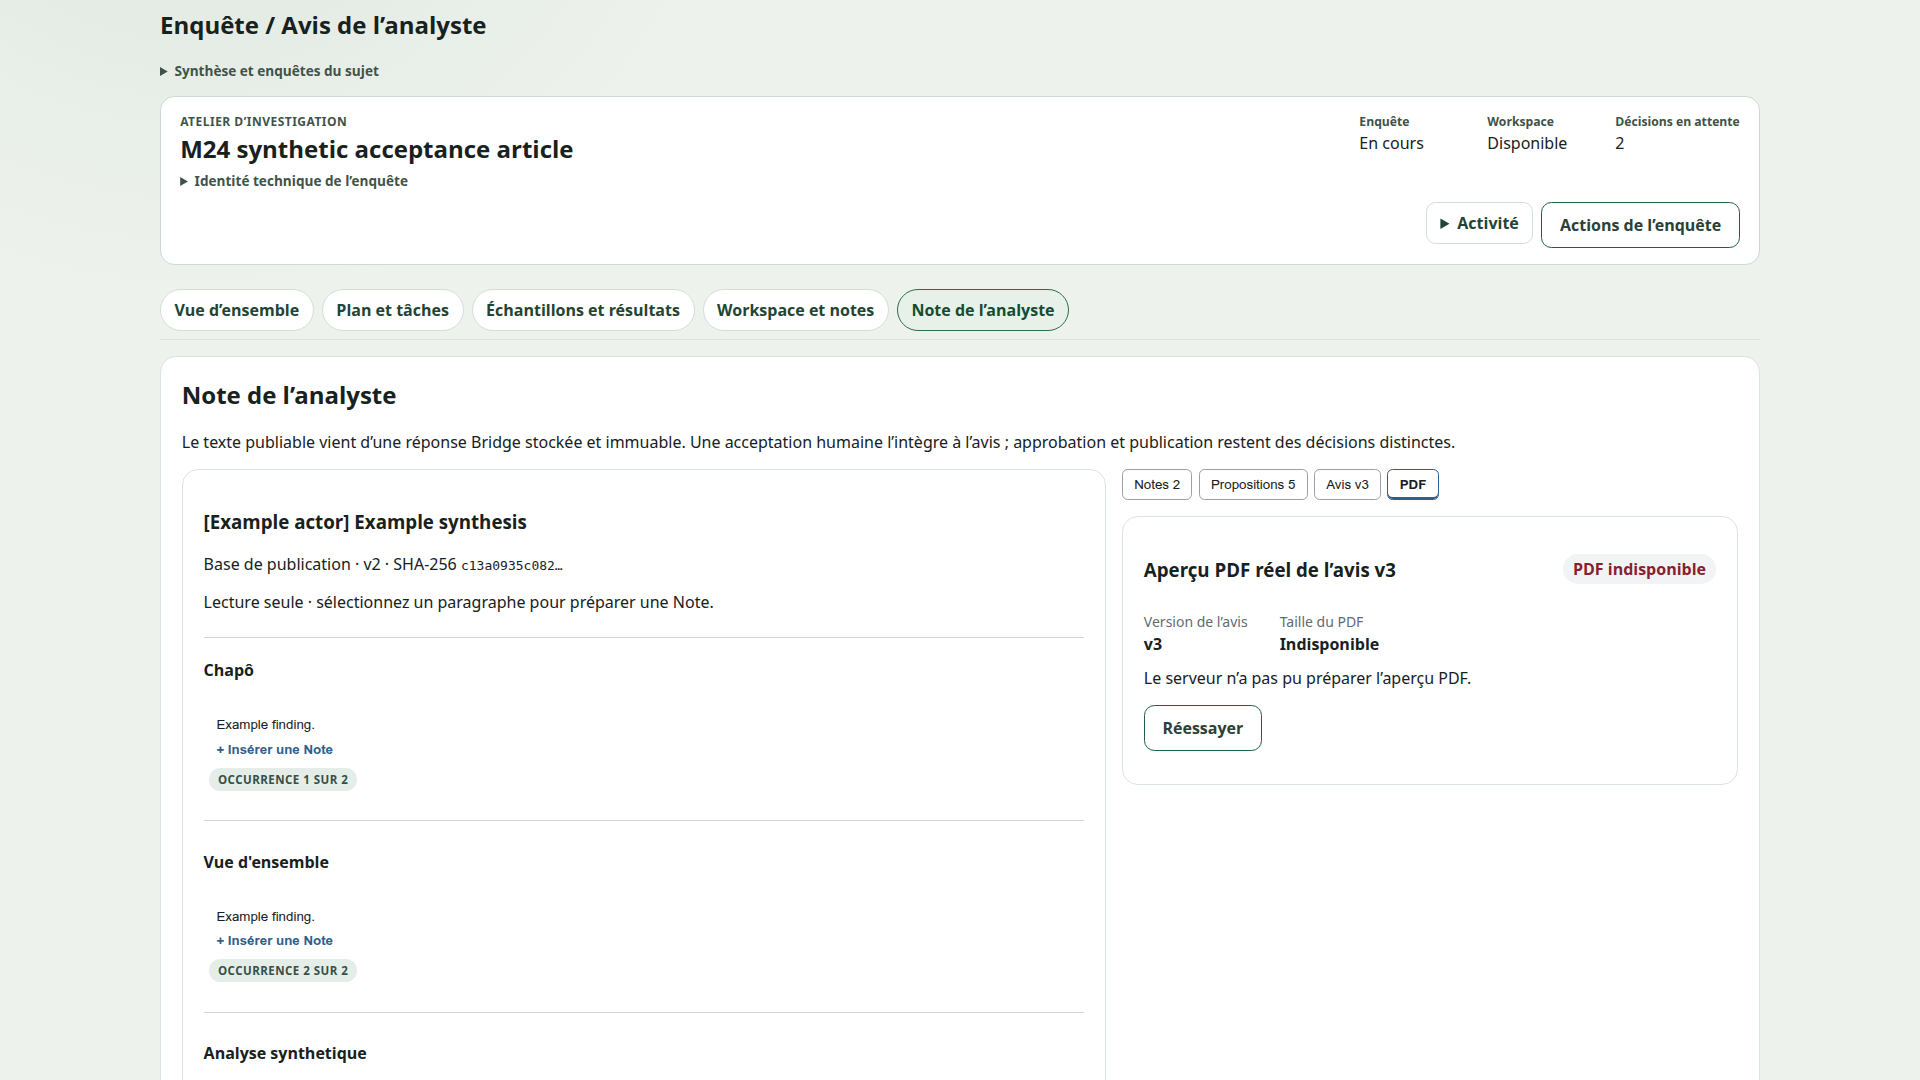 Enquête / Avis de l’analyste
Synthèse et enquêtes du sujet
ATELIER D’INVESTIGATION
M24 synthetic acceptance article
Identité technique de l’enquête
Enquête
En cours
Workspace
Disponible
Décisions en attente
2
Activité
Actions de l’enquête
Vue d’ensemble
Plan et tâches
Échantillons et résultats
Workspace et notes
Note de l’analyste
Note de l’analyste
Le texte publiable vient d’une réponse Bridge stockée et immuable. Une acceptation humaine l’intègre à l’avis ; approbation et publication restent des décisions distinctes.
[Example actor] Example synthesis
Base de publication · v2 · SHA-256 c13a0935c082…
Lecture seule · sélectionnez un paragraphe pour préparer une Note.
Chapô
Example finding.
+ Insérer une Note
OCCURRENCE 1 SUR 2
Vue d'ensemble
Example finding.
+ Insérer une Note
OCCURRENCE 2 SUR 2
Analyse synthetique
Notes 2
Propositions 5
Avis v3
PDF
Aperçu PDF réel de l’avis v3
PDF indisponible
Version de l’avis
v3
Taille du PDF
Indisponible
Le serveur n’a pas pu préparer l’aperçu PDF.
Réessayer